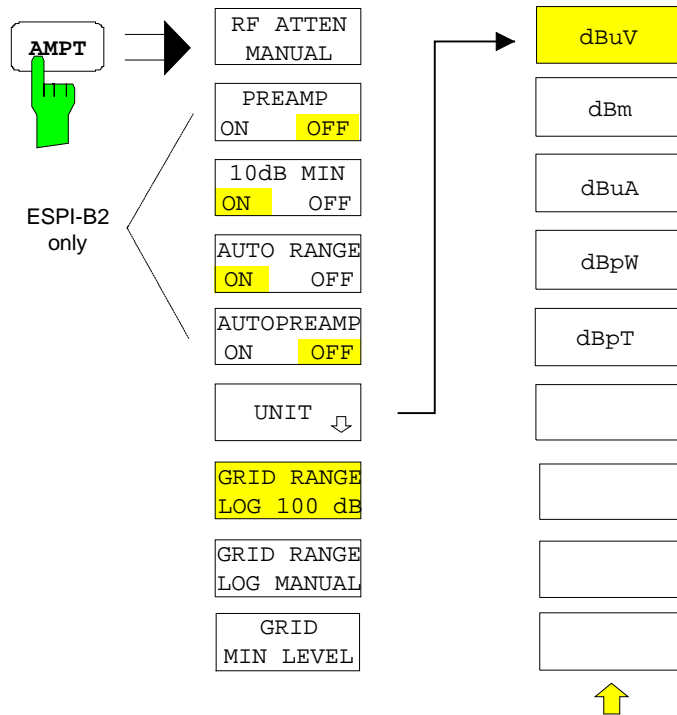 AMPT
RF ATTEN
MANUAL
PREAMP
ON OFF
10dB MIN
ON OFF
AUTO RANGE
ON OFF
AUTOPREAMP
ON OFF
UNIT
GRID RANGE
LOG 100 dB
GRID RANGE
LOG MANUAL
GRID
MIN LEVEL
ESPI-B2
only
dBuV
dBm
dBuA
dBpW
dBpT